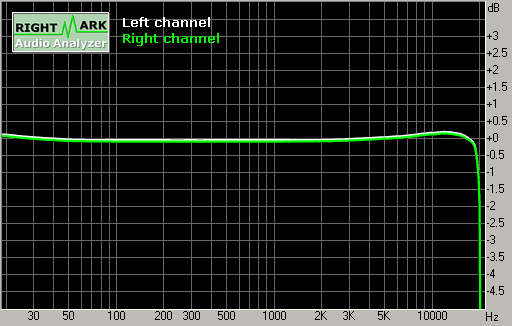 RIGHT MARK
Audio Analyzer
Left channel
Right channel
dB
+3
+2.5
+2
+1.5
+1
+0.5
+0
-0.5
-1
-1.5
-2
-2.5
-3
-3.5
-4
-4.5
30 50 100 200 300 500 1000 2K 3K 5K 10000 Hz